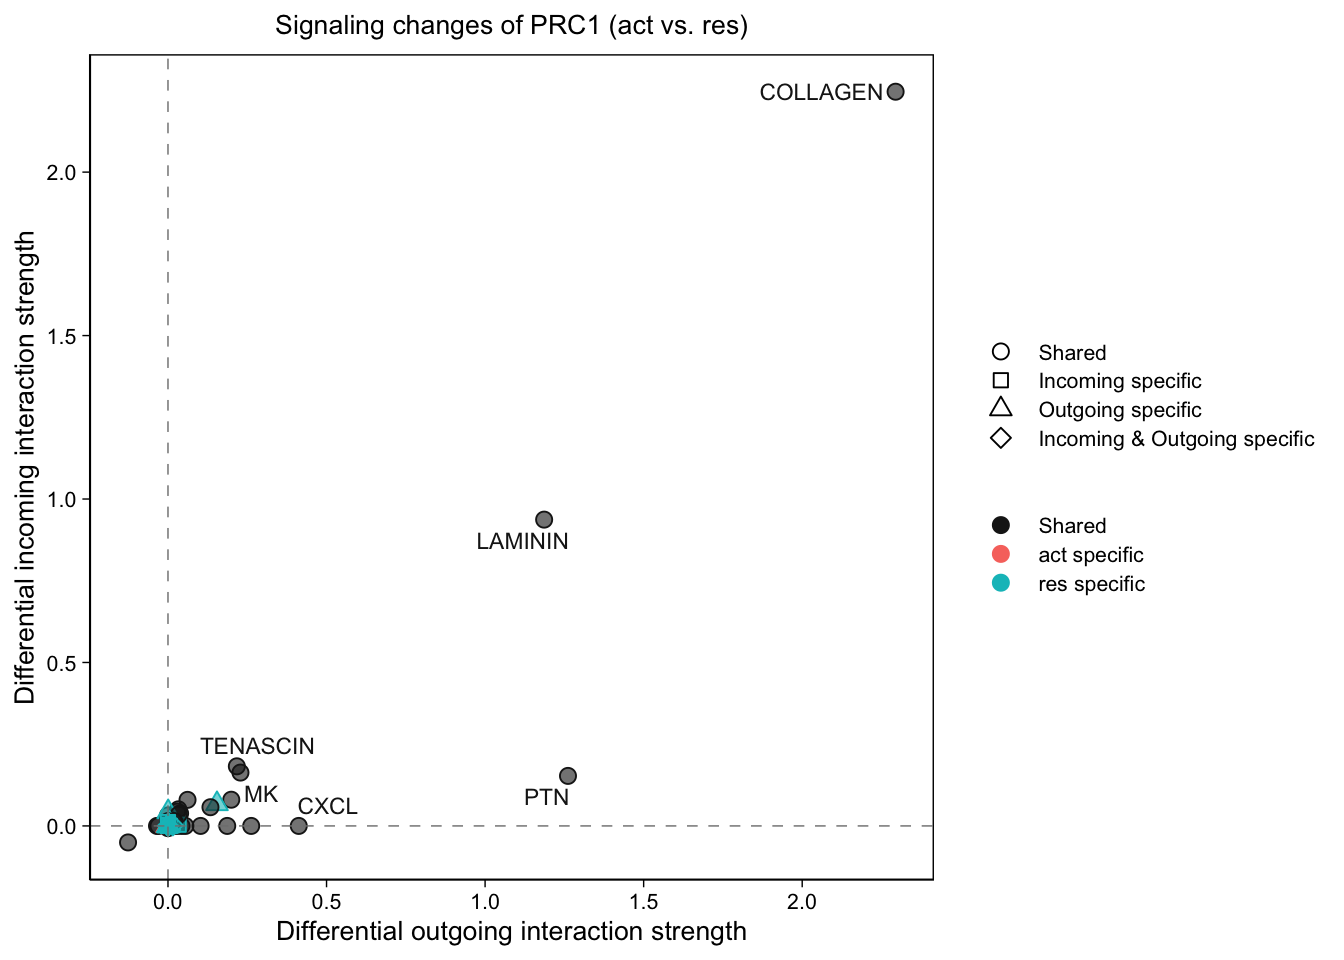 Signaling changes of PRC1 (act vs. res)
COLLAGEN
2.0
1.5
1.0
0.5
0.0
Differential incoming interaction strength
LAMININ
TENASCIN
MK
CXCL
PTN
0.0
0.5
1.0
1.5
2.0
Differential outgoing interaction strength
Shared
Incoming specific
Outgoing specific
Incoming & Outgoing specific
Shared
act specific
res specific